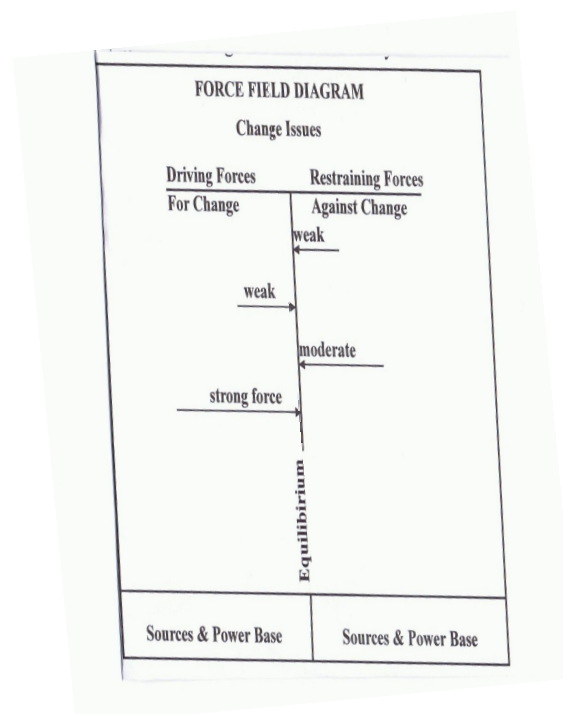 FORCE FIELD DIAGRAM
Change Issues
Driving Forces
Restraining Forces
For Change
Against Change
weak
weak
moderate
strong force
Equilibirium
Sources & Power Base
Sources & Power Base